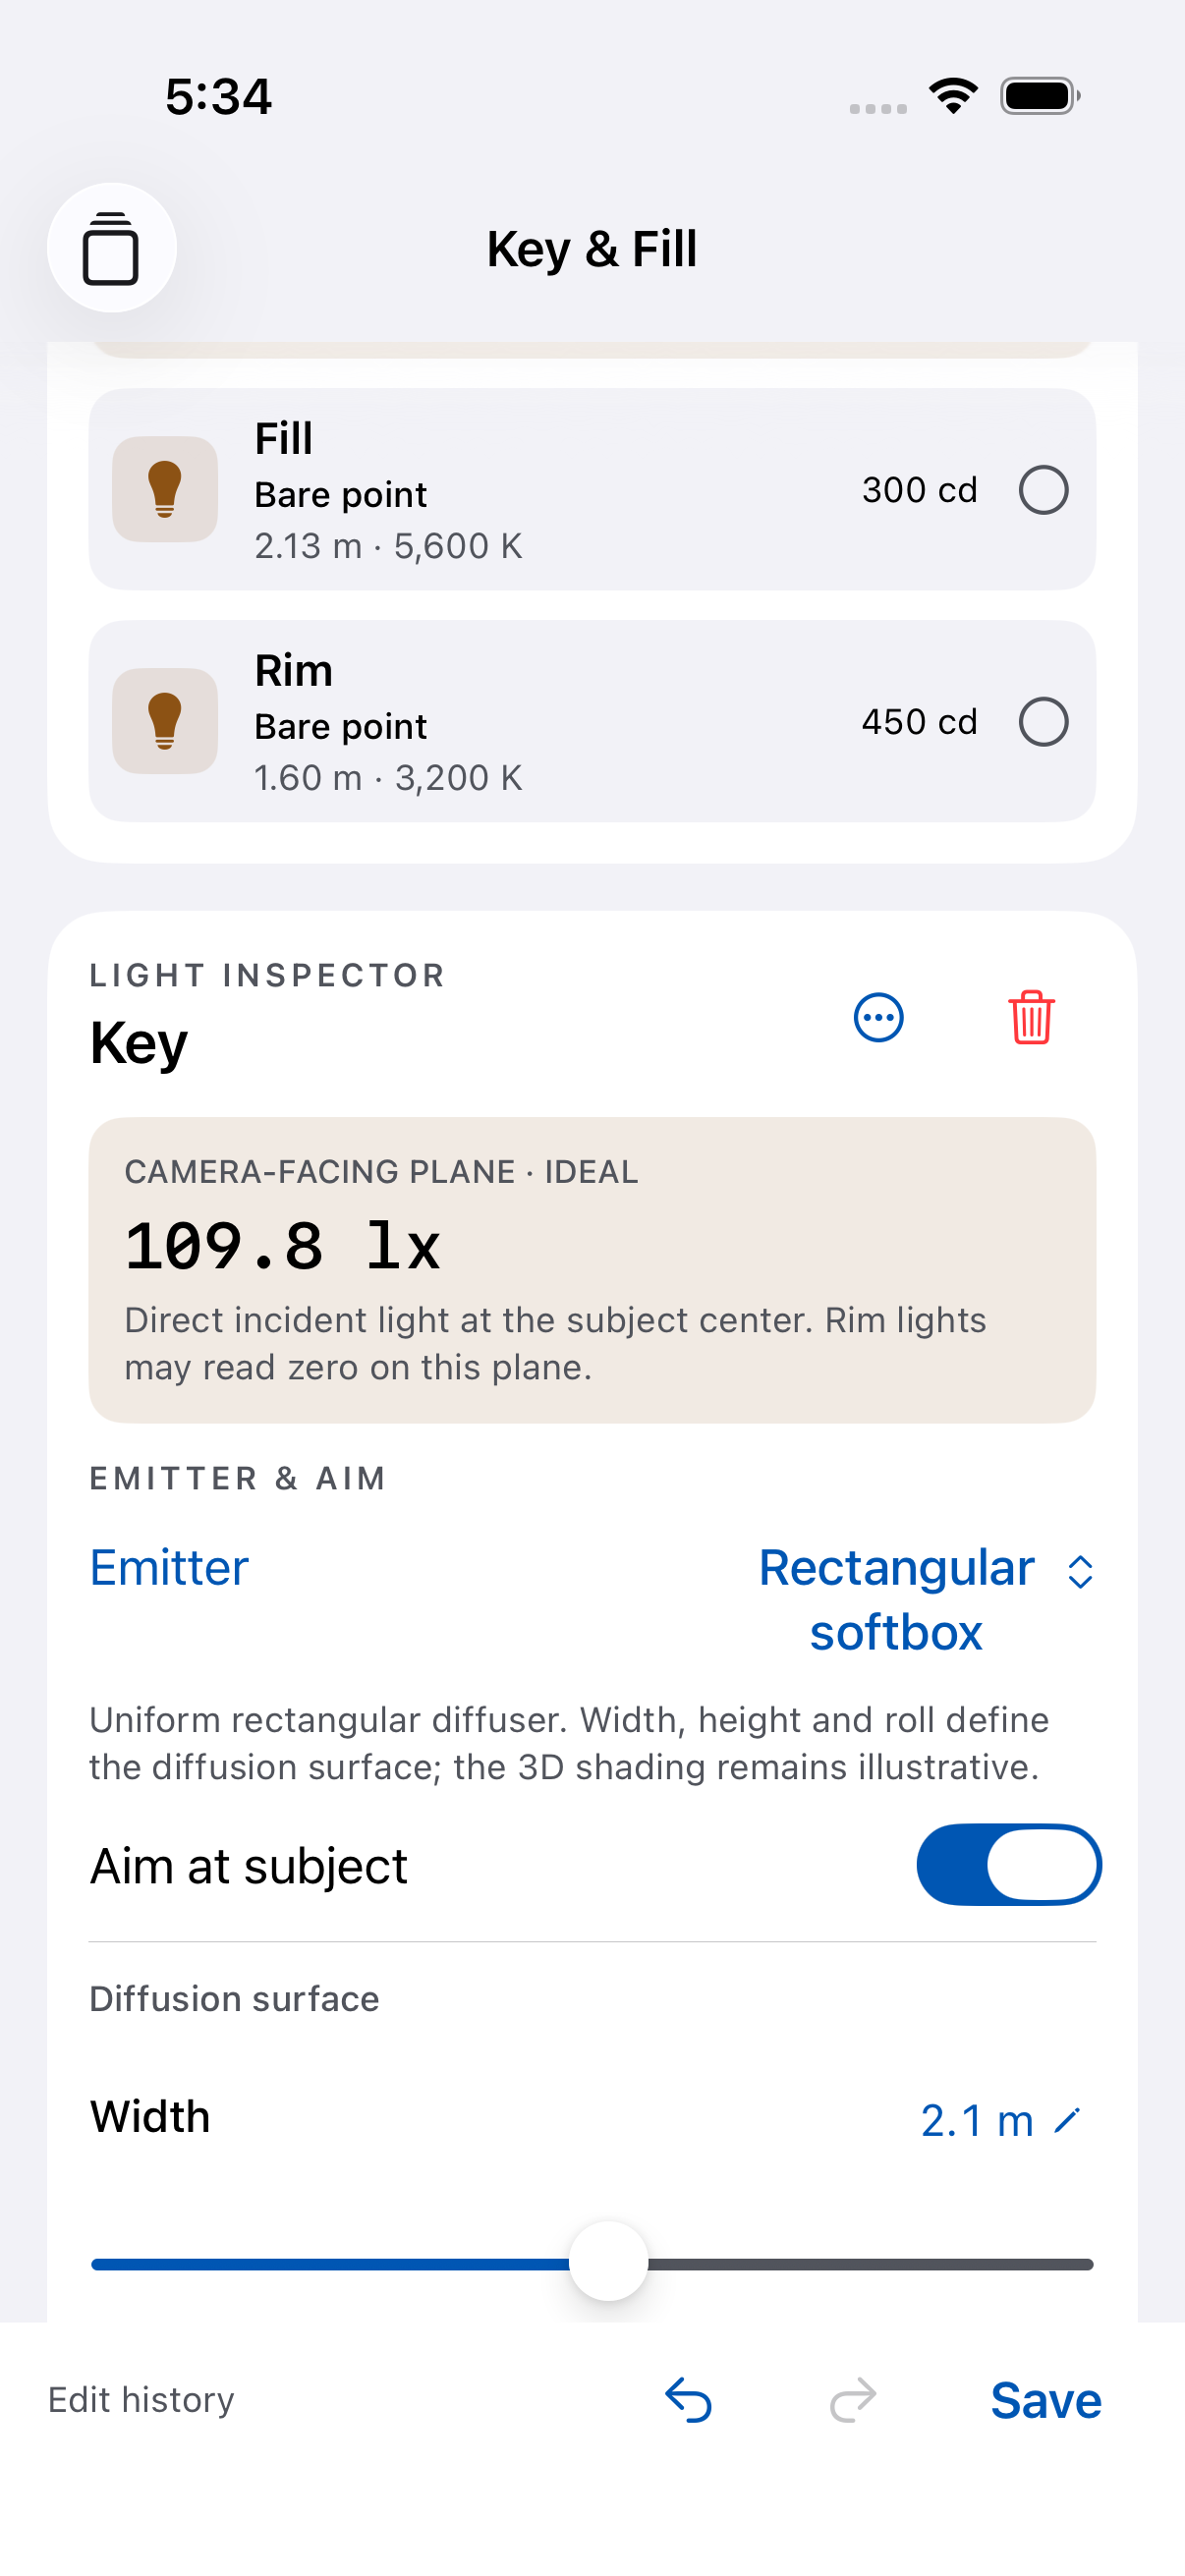 5:34
Key & Fill
Fill
Bare point
2.13 m · 5,600 K
300 cd
Rim
Bare point
1.60 m · 3,200 K
450 cd
LIGHT INSPECTOR
Key
CAMERA-FACING PLANE · IDEAL
109.8 lx
Direct incident light at the subject center. Rim lights
may read zero on this plane.
EMITTER & AIM
Emitter
Rectangular
softbox
Uniform rectangular diffuser. Width, height and roll define
the diffusion surface; the 3D shading remains illustrative.
Aim at subject
Diffusion surface
Width
2.1 m
Edit history
Save